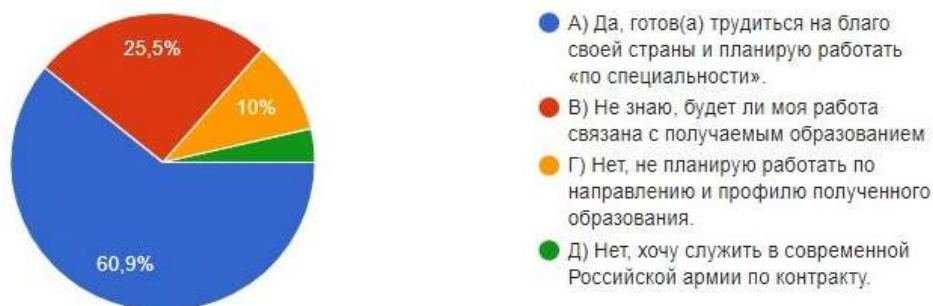 25,5%
10%
60,9%
А) Да, готов(а) трудиться на благо
своей страны и планирую работать
«по специальности».
В) Не знаю, будет ли моя работа
связана с получаемым образованием
Г) Нет, не планирую работать по
направлению и профилю полученного
образования.
Д) Нет, хочу служить в современной
Российской армии по контракту.